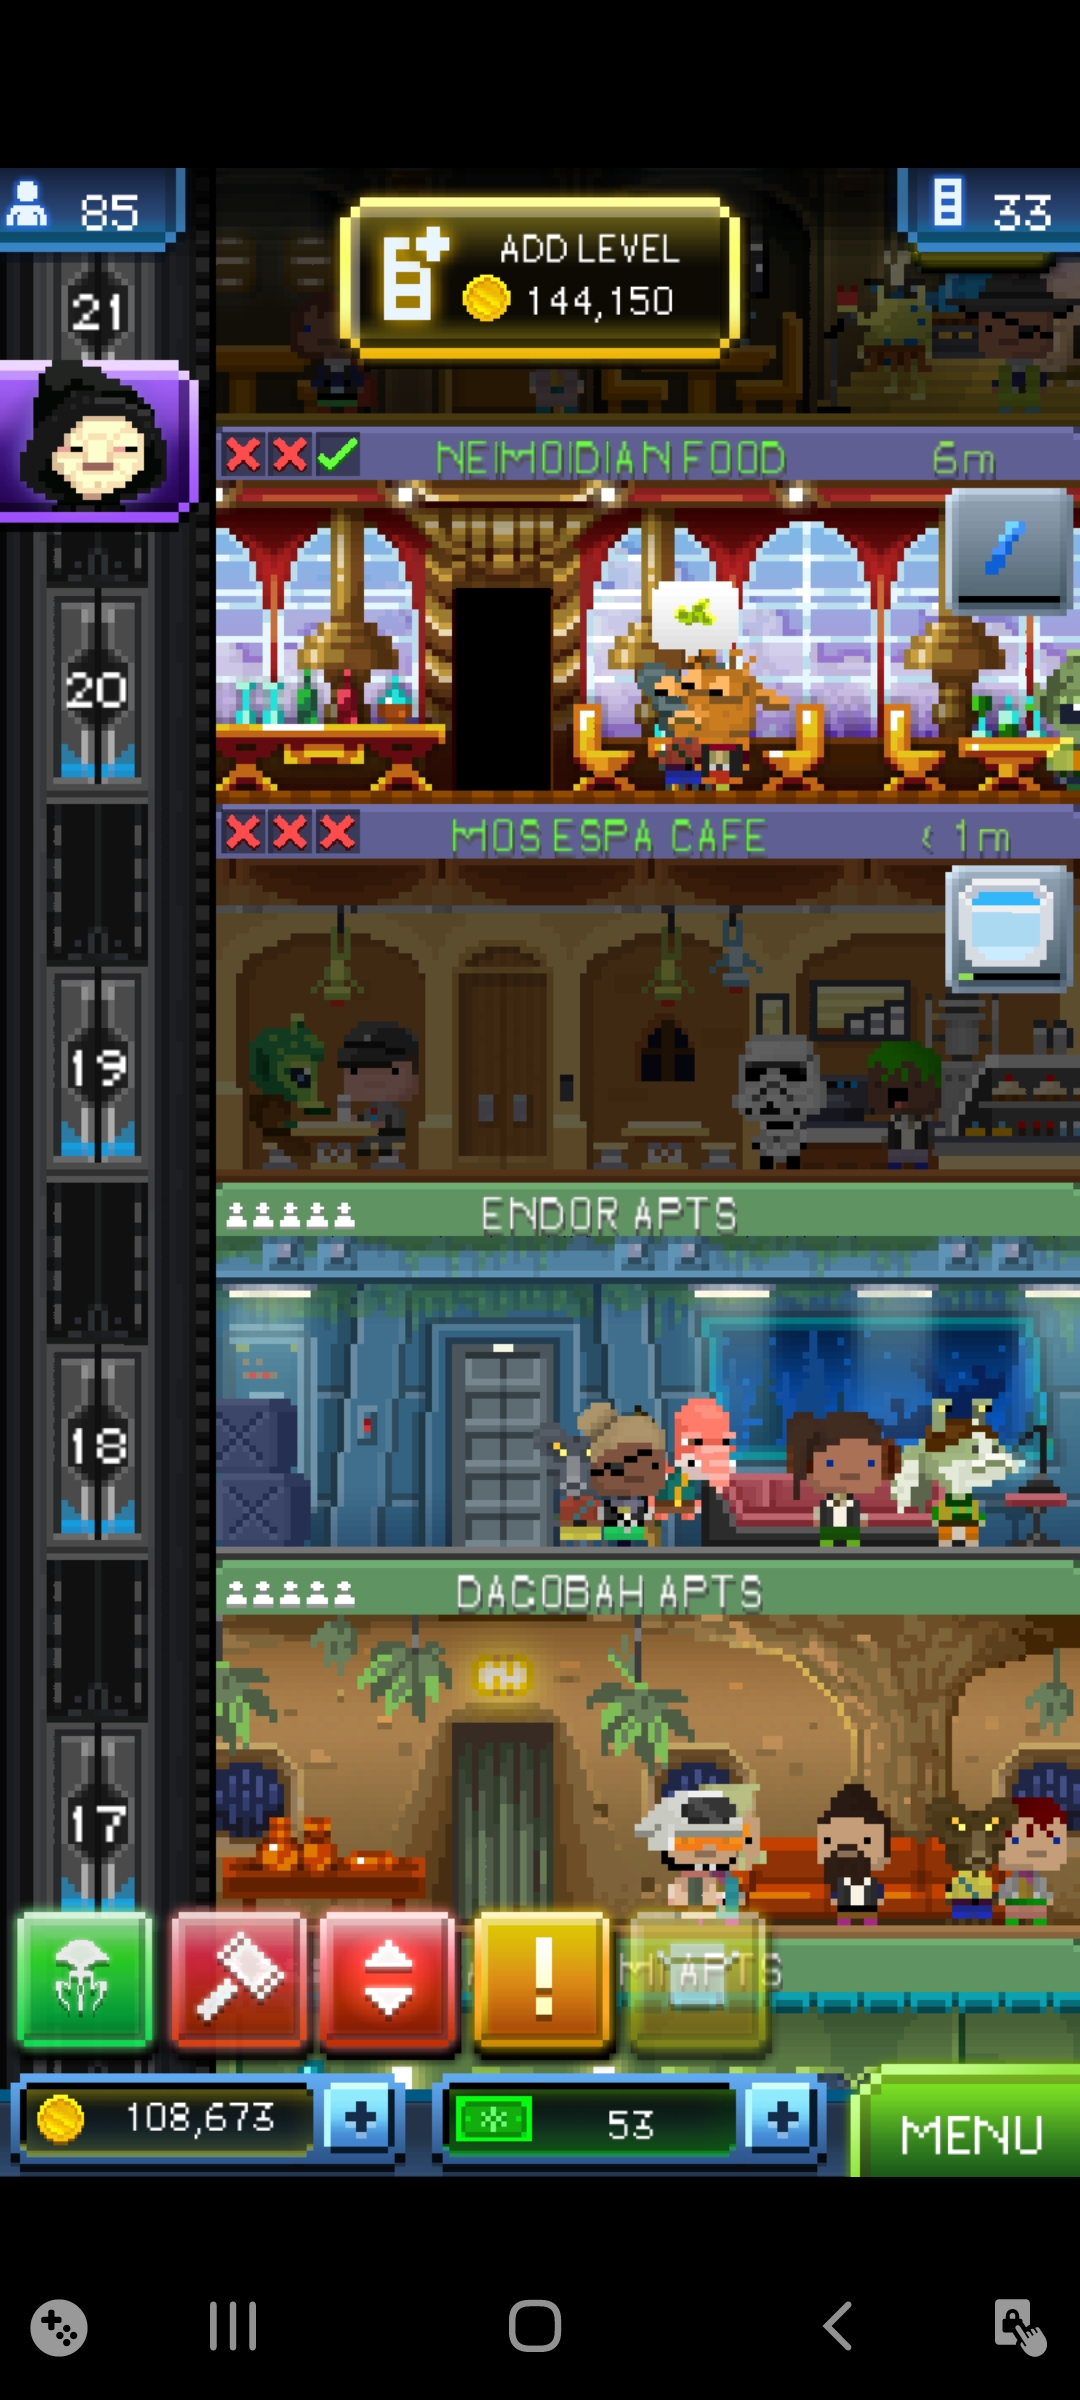 85
ADD LEVEL
144,150
33
21
NEIMOIDIAN FOOD
6m
20
MOS ESPA CAFE
< 1m
19
ENDOR APTS
18
DAGOBAH APTS
17
APTS
!
108,673
53
MENU